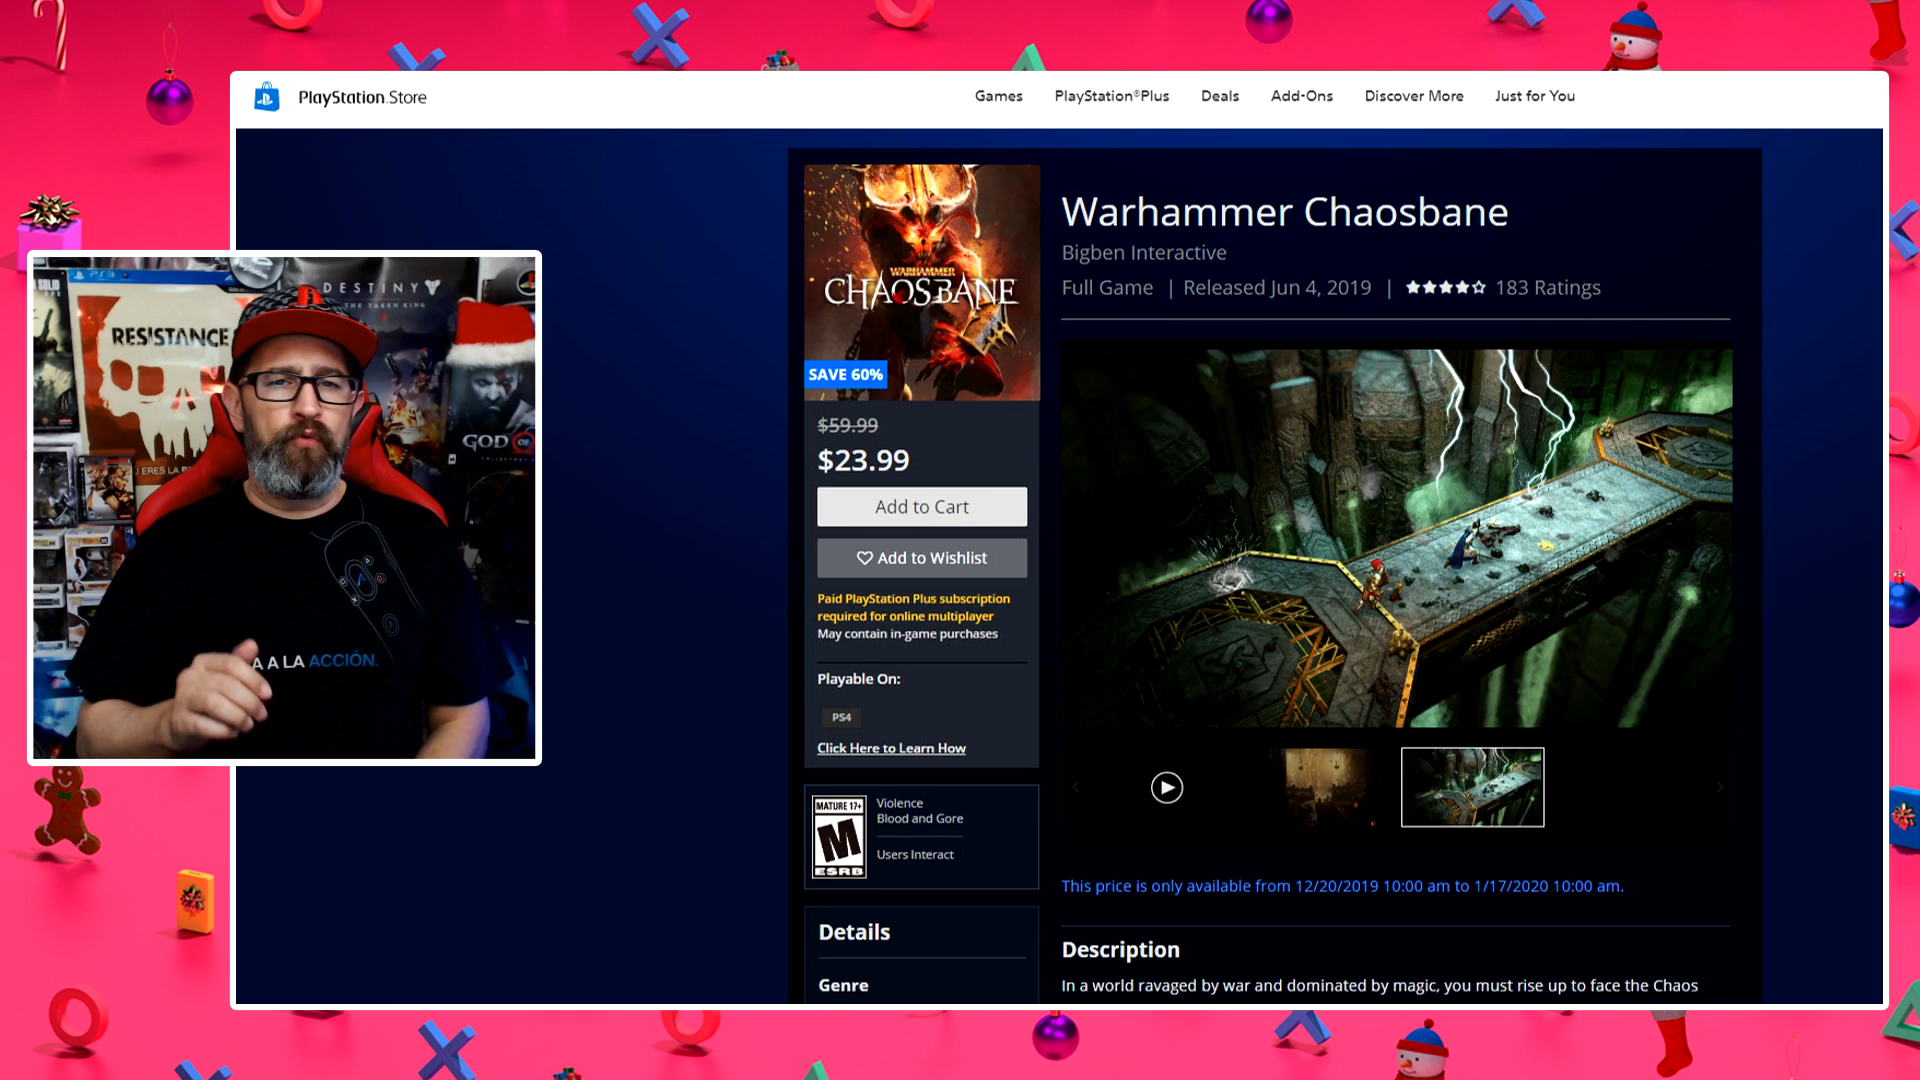 PlayStation Store
Games
PlayStation®Plus
Deals
Add-Ons
Discover More
Just for You
WARHAMMER
CHAOSBANE
SAVE 60%
$59.99
$23.99
Add to Cart
Add to Wishlist
Paid PlayStation Plus subscription
required for online multiplayer
May contain in-game purchases
Playable On:
PS4
Click Here to Learn How
MATURE 17+
M
ESRB
Violence
Blood and Gore
Users Interact
Details
Genre
Warhammer Chaosbane
Bigben Interactive
Full Game | Released Jun 4, 2019 | 183 Ratings
This price is only available from 12/20/2019 10:00 am to 1/17/2020 10:00 am.
Description
In a world ravaged by war and dominated by magic, you must rise up to face the Chaos
PS3
SOLID
DESTINY
THE TAKEN KING
RESISTANCE
ERES LA
GOD OF
A A LA ACCIÓN.